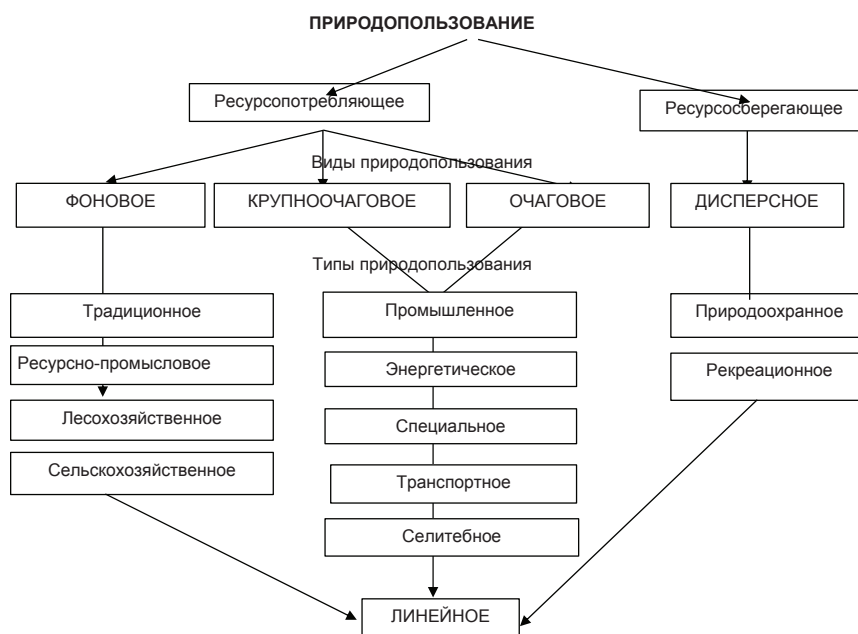 ПРИРОДОПОЛЬЗОВАНИЕ
Ресурсопотребляющее
Ресурсосберегающее
Виды природопользования
ФОНОВОЕ
КРУПНООЧАГОВОЕ
ОЧАГОВОЕ
ДИСПЕРСНОЕ
Типы природопользования
Традиционное
Промышленное
Природоохранное
Ресурсно-промысловое
Энергетическое
Рекреационное
Лесохозяйственное
Специальное
Сельскохозяйственное
Транспортное
Селитебное
ЛИНЕЙНОЕ